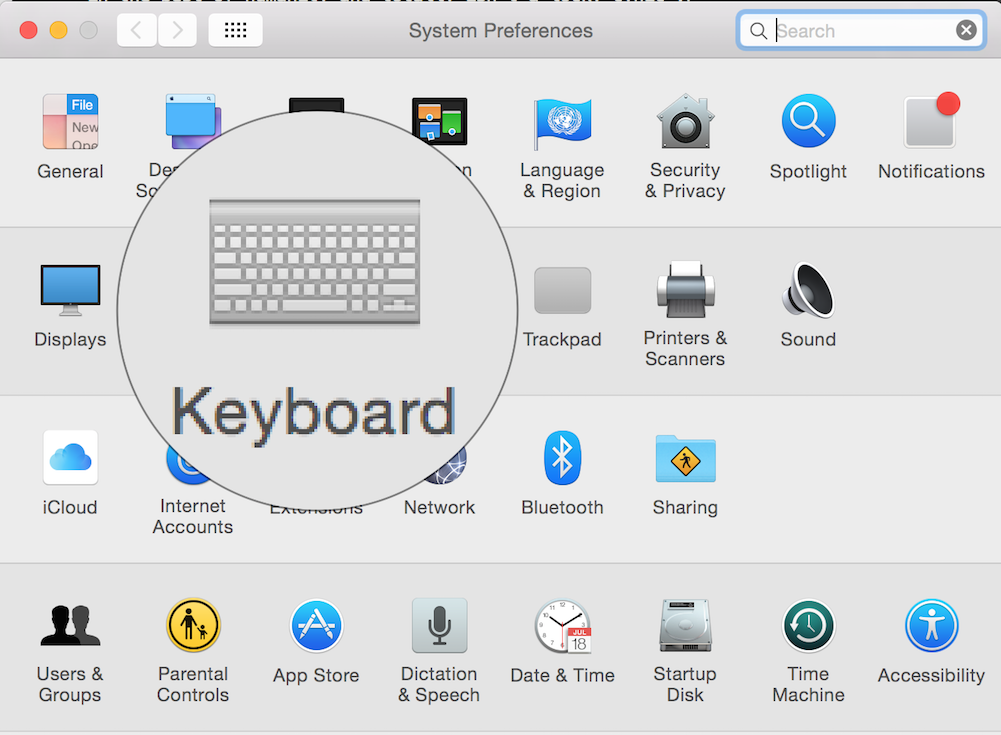 System Preferences
Search
File
New
Ope
General
Language
& Region
Security
& Privacy
Spotlight
Notifications
Keyboard
Displays
Trackpad
Printers &
Scanners
Sound
iCloud
Internet
Accounts
Extensions
Network
Bluetooth
Sharing
JUL
18
Users &
Groups
Parental
Controls
App Store
Dictation
& Speech
Date & Time
Startup
Disk
Time
Machine
Accessibility